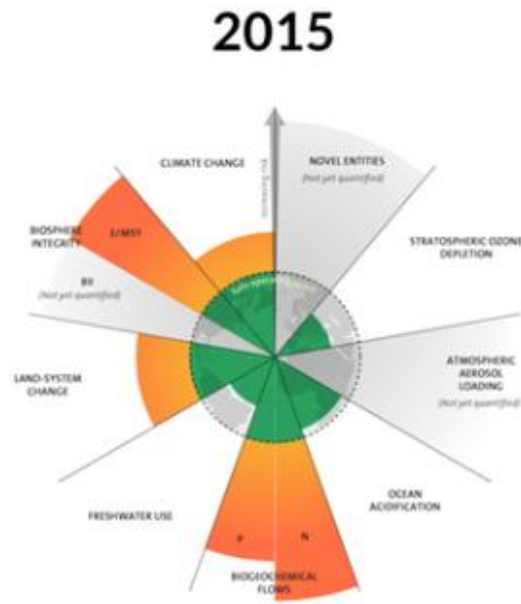 2015
CLIMATE CHANGE
NOVEL ENTITIES
(Not yet quantified)
STRATOSPHERIC OZONE
DEPLETION
ATMOSPHERIC
AEROSOL
LOADING
(Not yet quantified)
OCEAN
ACIDIFICATION
N
P
BIOGEOCHEMICAL
FLOWS
FRESHWATER USE
LAND-SYSTEM
CHANGE
BIOSPHERE
INTEGRITY
E/MSY
BII
(Not yet quantified)